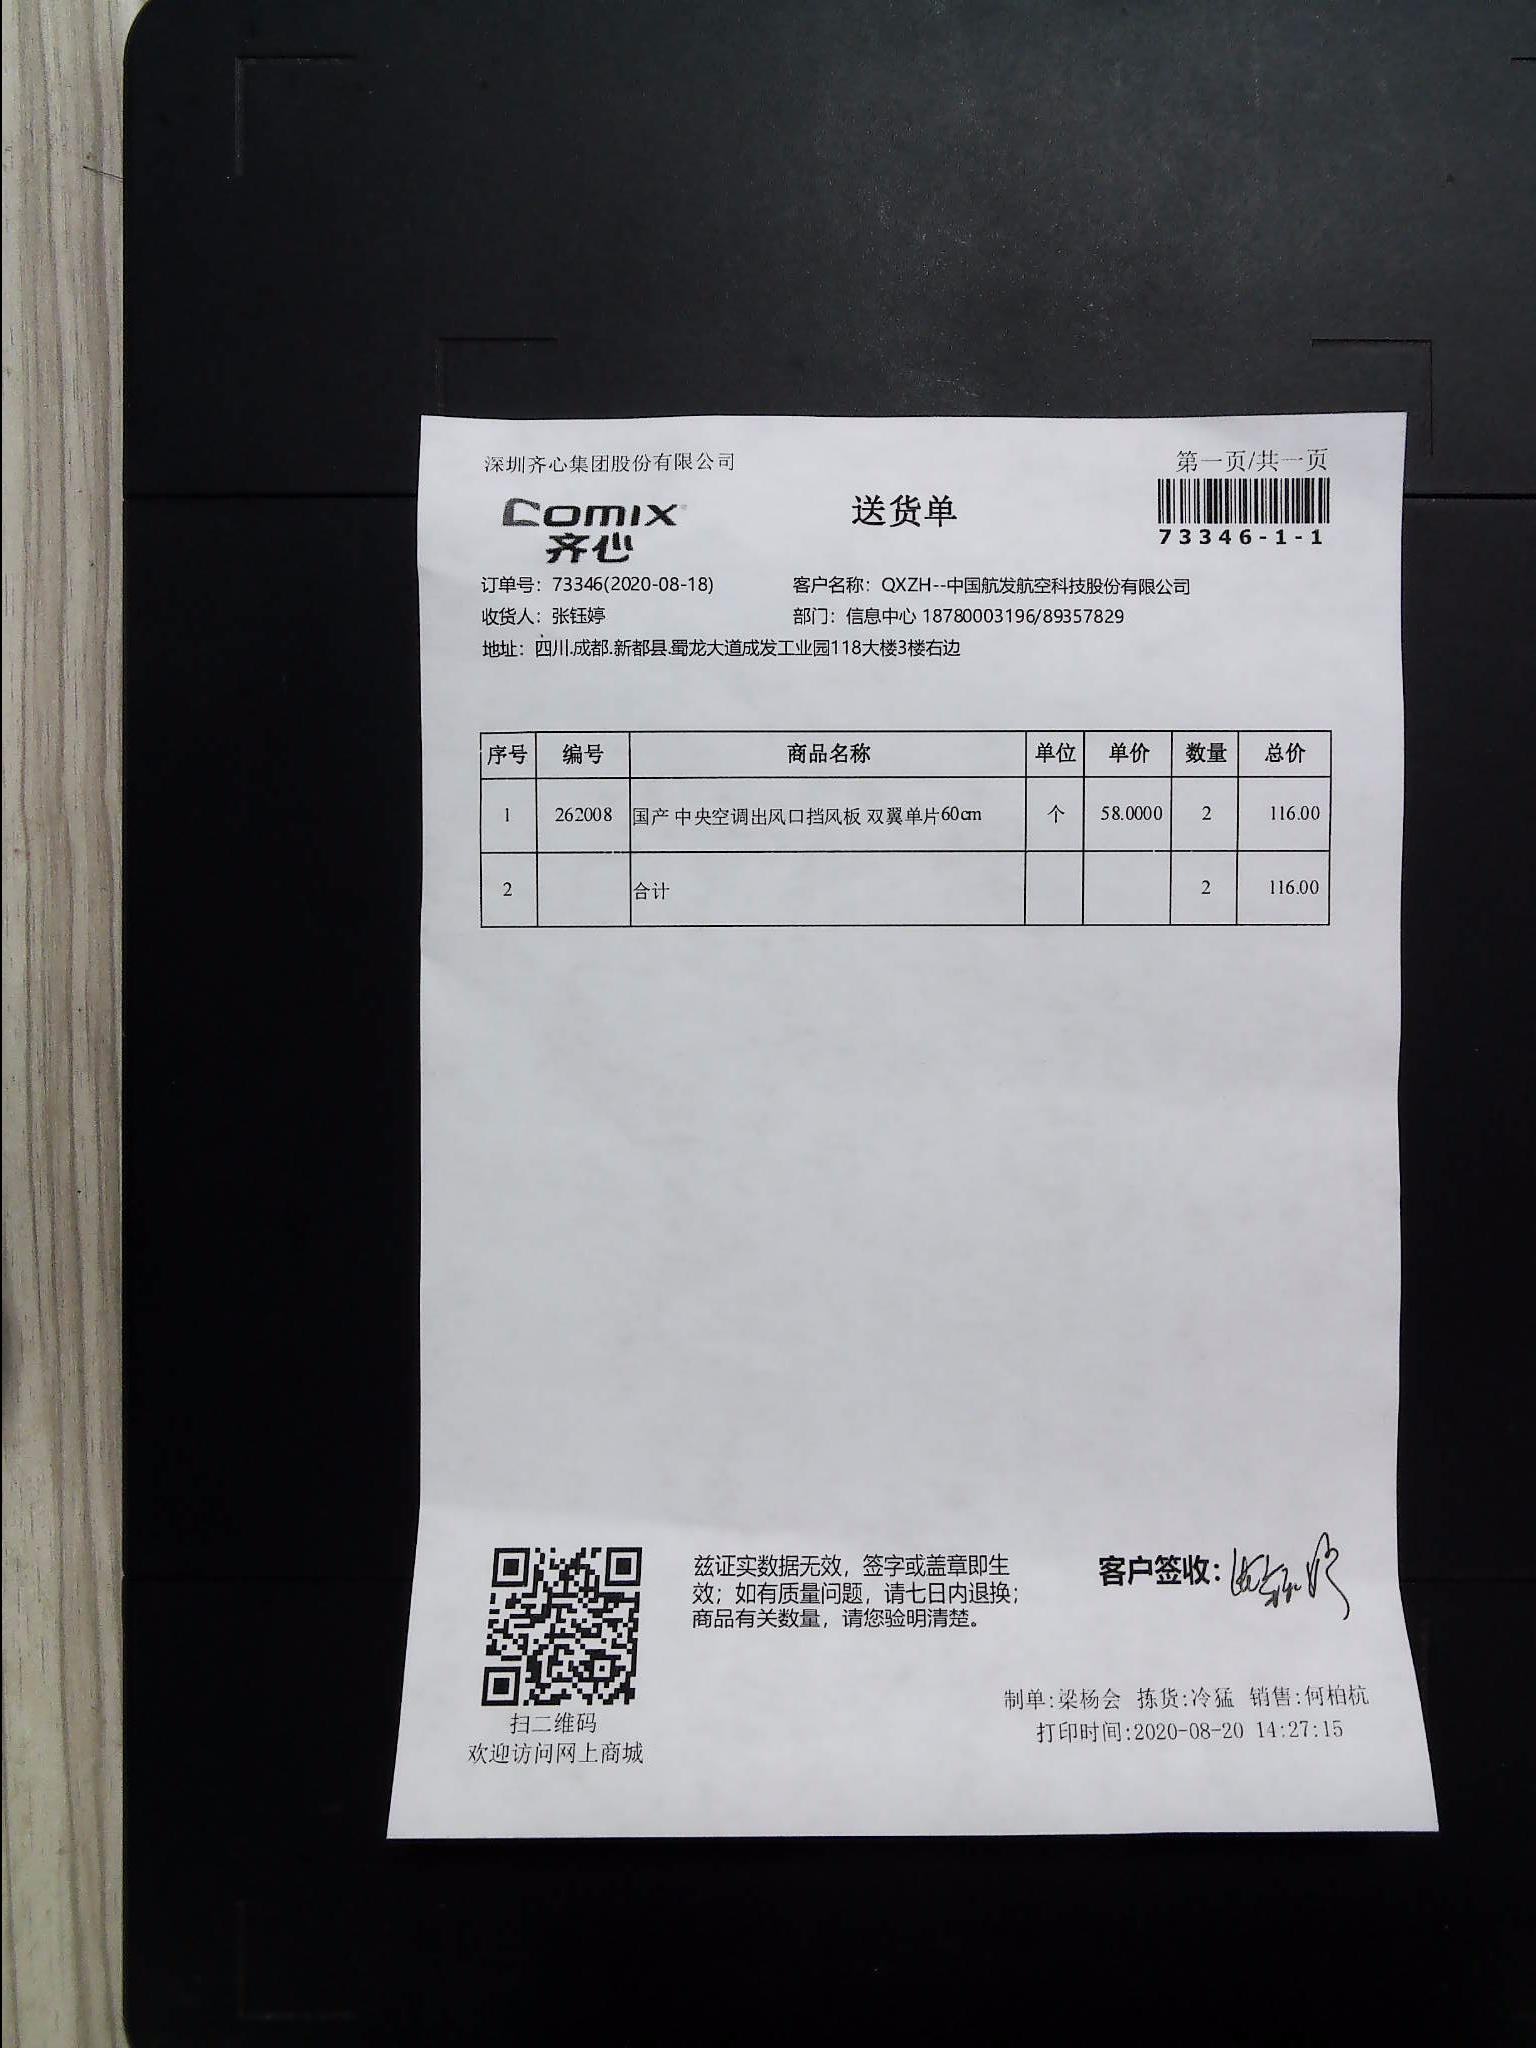 深圳齐心集团股份有限公司
第一页/共一页
comix
齐心
送货单
73346-1-1
订单号：73346(2020-08-18)
客户名称：QXZH--中国航发航空科技股份有限公司
收货人：张钰婷
部门：信息中心 18780003196/89357829
地址：四川.成都.新都县.蜀龙大道成发工业园118大楼3楼右边
序号 编号 商品名称 单位 单价 数量 总价
1 262008 国产 中央空调出风口挡风板 双翼单片60cm 个 58.0000 2 116.00
2 合计 2 116.00
兹证实数据无效，签字或盖章即生
效；如有质量问题，请七日内退换；
商品有关数量，请您验明清楚。
客户签收：
扫二维码
欢迎访问网上商城
制单:梁杨会 拣货:冷猛 销售:何柏杭
打印时间:2020-08-20 14:27:15